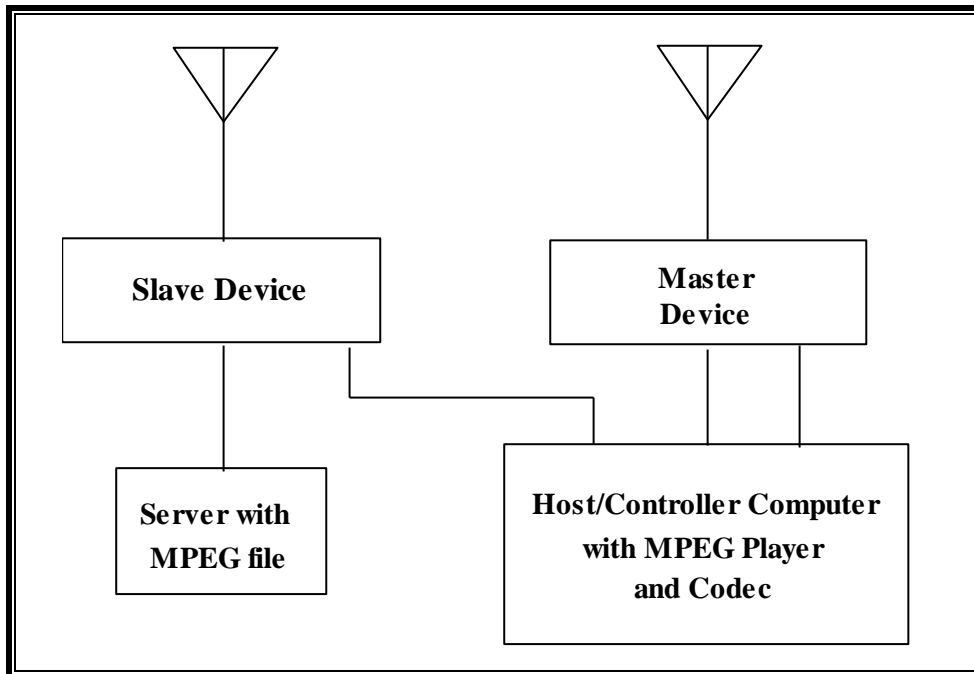 Slave Device
Master
Device
Server with
MPEG file
Host/Controller Computer
with MPEG Player
and Codec